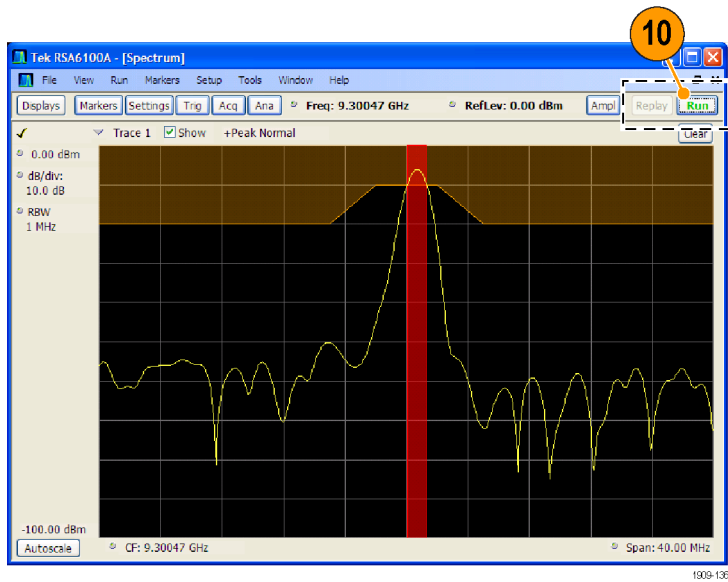 10
Tek RSA6100A - [Spectrum]
File View Run Markers Setup Tools Window Help
Displays Markers Settings Trig Acq Ana Freq: 9.30047 GHz RefLev: 0.00 dBm Ampl Replay Run
Trace 1 Show +Peak Normal Clear
0.00 dBm
dB/div:
10.0 dB
RBW
1 MHz
-100.00 dBm
Autoscale CF: 9.30047 GHz Span: 40.00 MHz